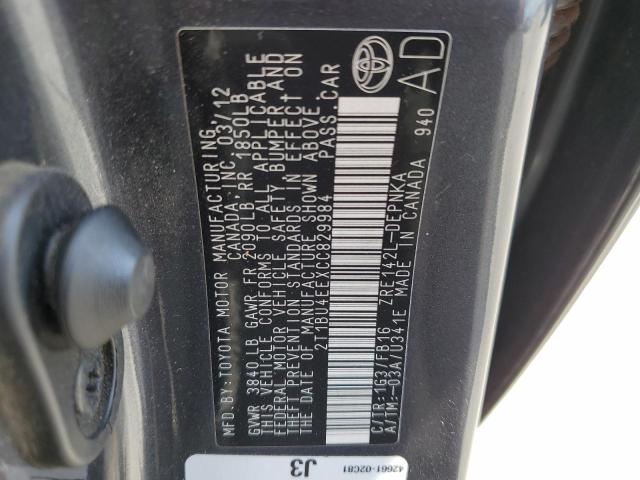 MFD.BY:TOYOTA MOTOR MANUFACTURING
CANADA, INC. 03/12
GVWR 3840LB GAWR FR 2090LB RR 1850LB
THIS VEHICLE CONFORMS TO ALL APPLICABLE
FEDERAL MOTOR VEHICLE SAFETY BUMPER, AND
THEFT PREVENTION STANDARDS IN EFFECT ON
THE DATE OF MANUFACTURE SHOWN ABOVE.
2T1BU4EEXCC829984 PASS.CAR
C/TR:1G3/FB16 ZRE142L-DEPNKA
A/TM:-03A/U341E MADE IN CANADA 940
AD
J3
42661-02C81